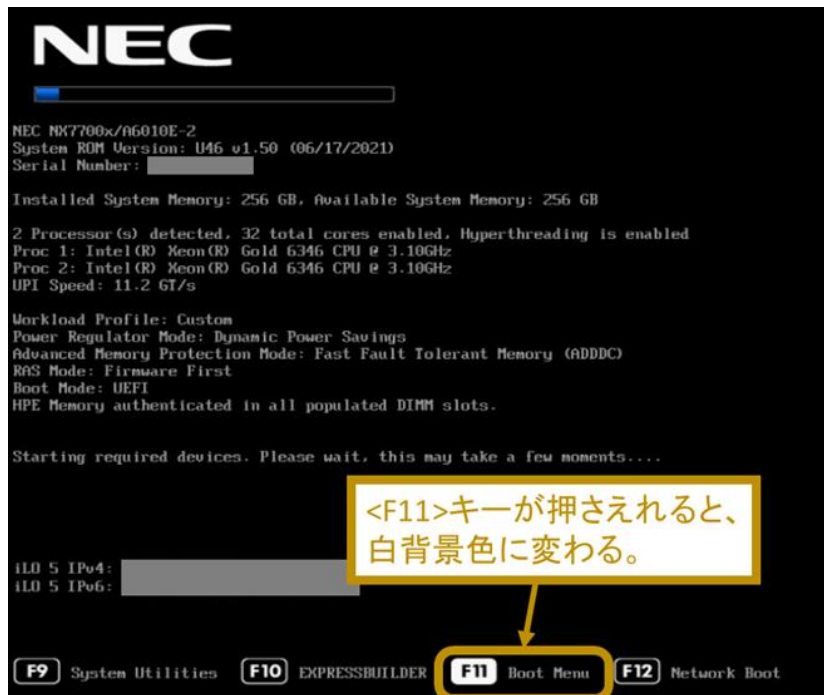 NEC
NEC NX7700x/A6010E-2
System ROM Version: U46 v1.50 (06/17/2021)
Serial Number:
Installed System Memory: 256 GB, Available System Memory: 256 GB
2 Processor(s) detected, 32 total cores enabled, Hyperthreading is enabled
Proc 1: Intel(R) Xeon(R) Gold 6346 CPU @ 3.10GHz
Proc 2: Intel(R) Xeon(R) Gold 6346 CPU @ 3.10GHz
UPI Speed: 11.2 GT/s
Workload Profile: Custom
Power Regulator Mode: Dynamic Power Savings
Advanced Memory Protection Mode: Fast Fault Tolerant Memory (ADDDC)
RAS Mode: Firmware First
Boot Mode: UEFI
HPE Memory authenticated in all populated DIMM slots.
Starting required devices. Please wait, this may take a few moments....
<F11>キーが押さえれると、
白背景色に変わる。
iLO 5 IPv4:
iLO 5 IPv6:
F9 System Utilities F10 EXPRESSBUILDER F11 Boot Menu F12 Network Boot